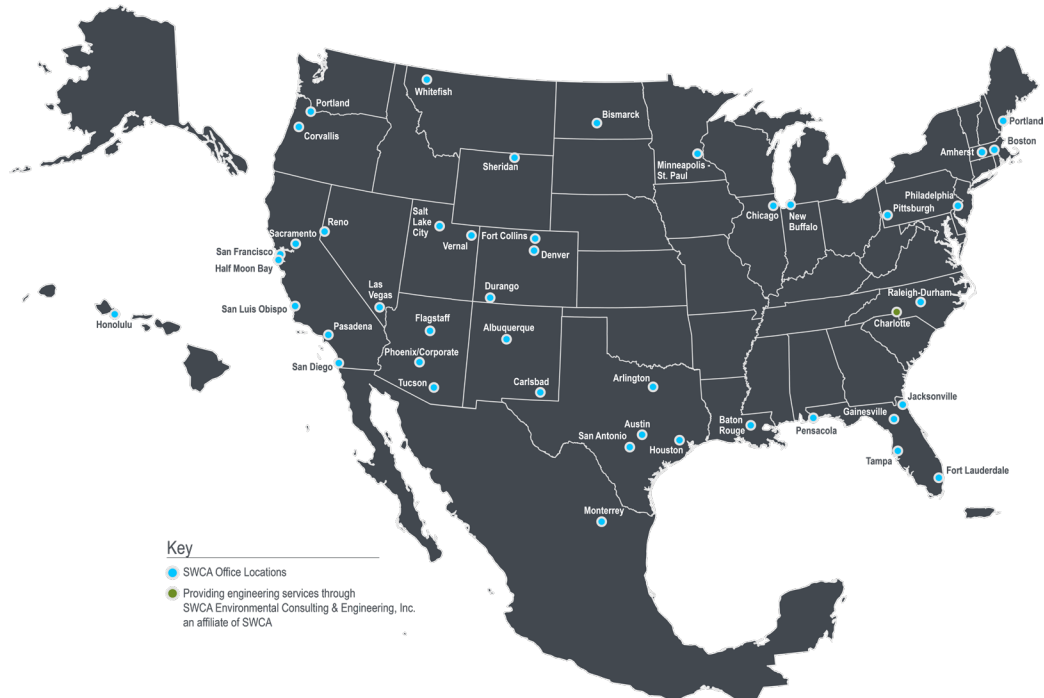 Whitefish
Portland
Bismarck
Portland
Corvallis
Boston
Amherst
Sheridan
Minneapolis -
St. Paul
Philadelphia
Pittsburgh
Salt
Lake
City
Chicago
New
Buffalo
Reno
Sacramento
Vernal
Fort Collins
San Francisco
Denver
Half Moon Bay
Las
Vegas
Durango
Raleigh-Durham
San Luis Obispo
Honolulu
Flagstaff
Charlotte
Pasadena
Albuquerque
Phoenix/Corporate
San Diego
Tucson
Carlsbad
Arlington
Jacksonville
Gainesville
Baton
Rouge
Austin
Pensacola
San Antonio
Houston
Tampa
Fort Lauderdale
Monterrey
Key
SWCA Office Locations
Providing engineering services through
SWCA Environmental Consulting & Engineering, Inc.
an affiliate of SWCA